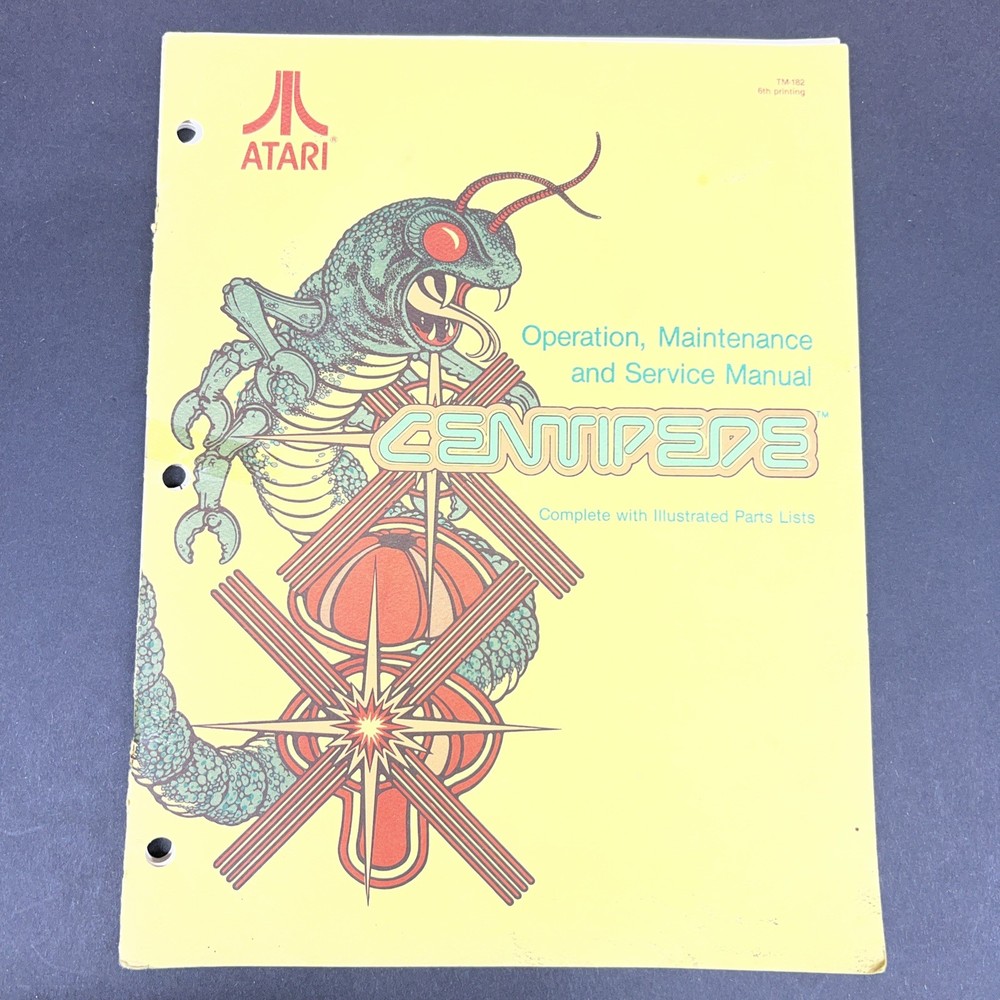 TM-182
6th printing
ATARI®
Operation, Maintenance
and Service Manual
CENTIPEDE™
Complete with Illustrated Parts Lists